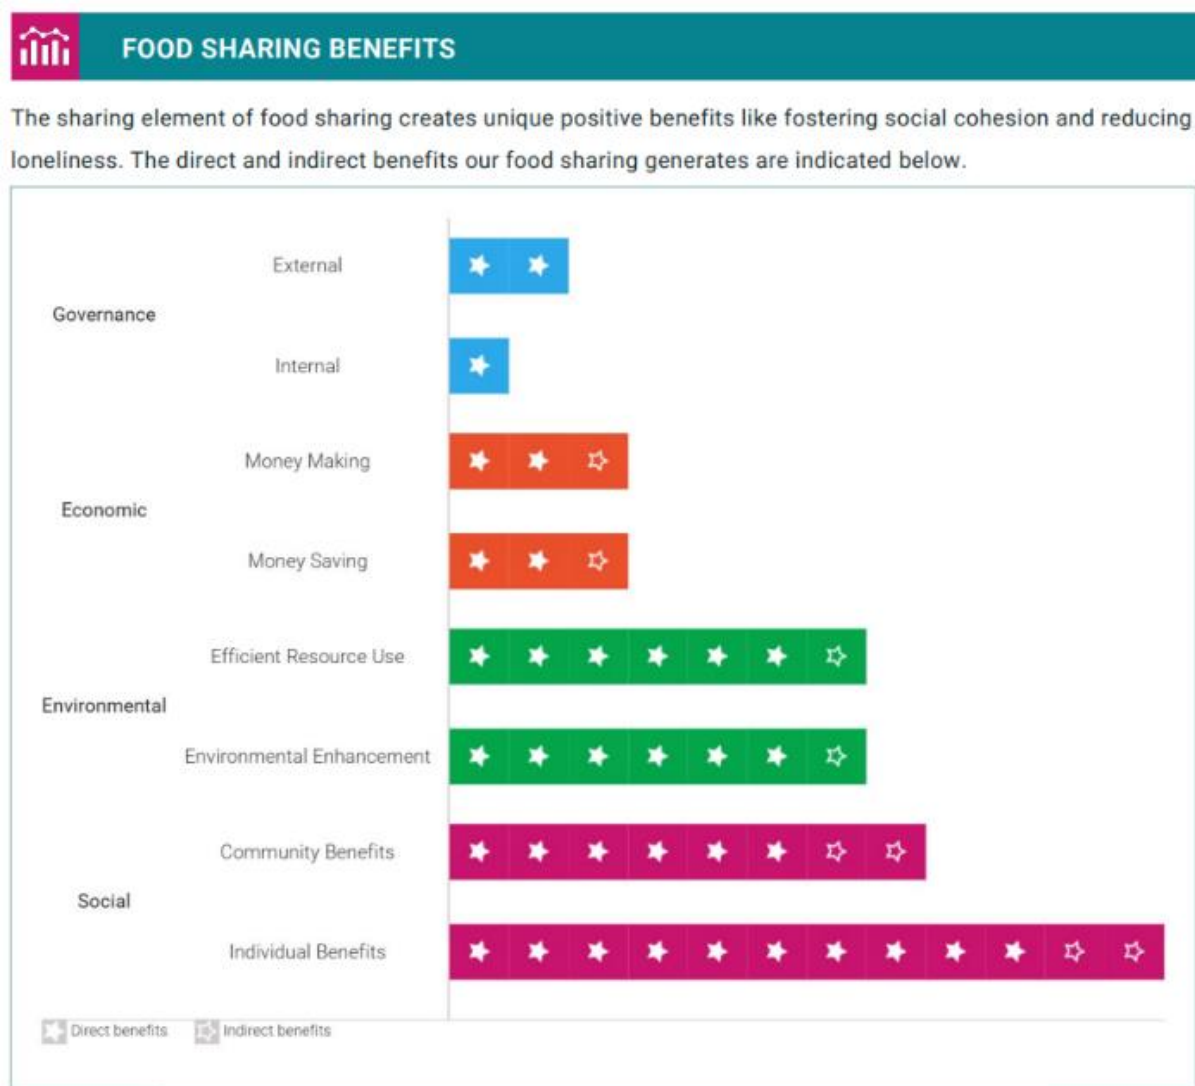 FOOD SHARING BENEFITS
The sharing element of food sharing creates unique positive benefits like fostering social cohesion and reducing
loneliness. The direct and indirect benefits our food sharing generates are indicated below.
External
Governance
Internal
Money Making
Economic
Money Saving
Efficient Resource Use
Environmental
Environmental Enhancement
Community Benefits
Social
Individual Benefits
Direct benefits Indirect benefits